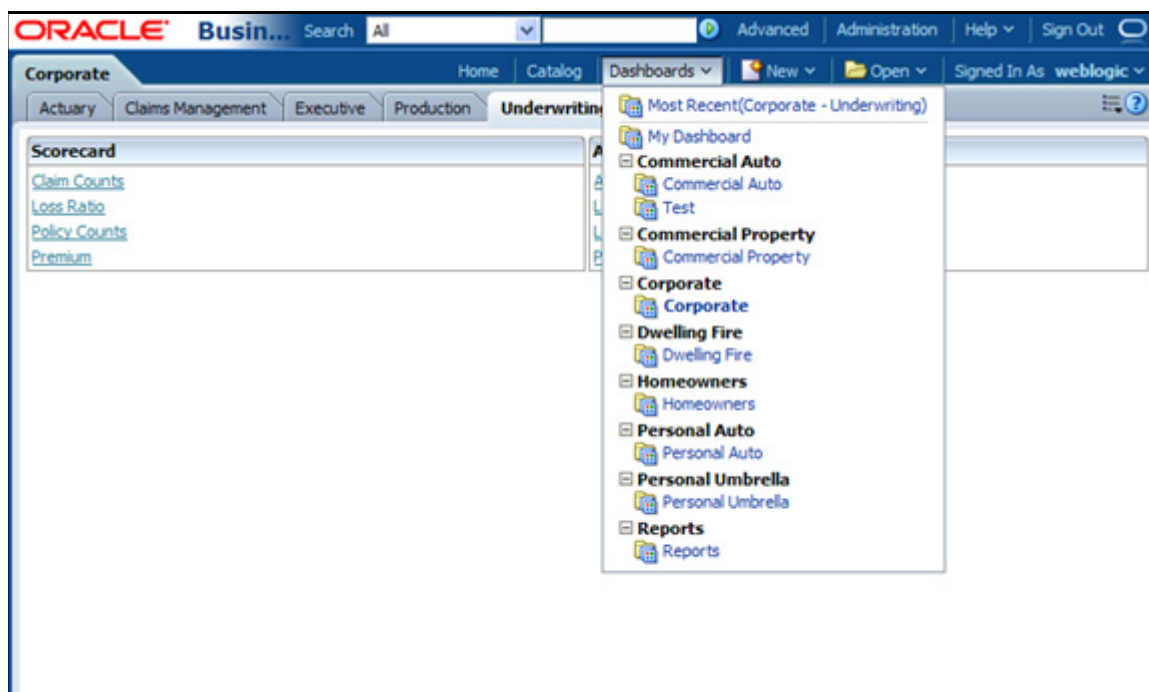 ORACLE Busin... Search All Advanced Administration Help Sign Out
Corporate Home Catalog Dashboards New Open Signed In As weblogic
Actuary Claims Management Executive Production Underwriting
Scorecard
Claim Counts
Loss Ratio
Policy Counts
Premium
Most Recent(Corporate - Underwriting)
My Dashboard
Commercial Auto
Commercial Auto
Test
Commercial Property
Commercial Property
Corporate
Corporate
Dwelling Fire
Dwelling Fire
Homeowners
Homeowners
Personal Auto
Personal Auto
Personal Umbrella
Personal Umbrella
Reports
Reports